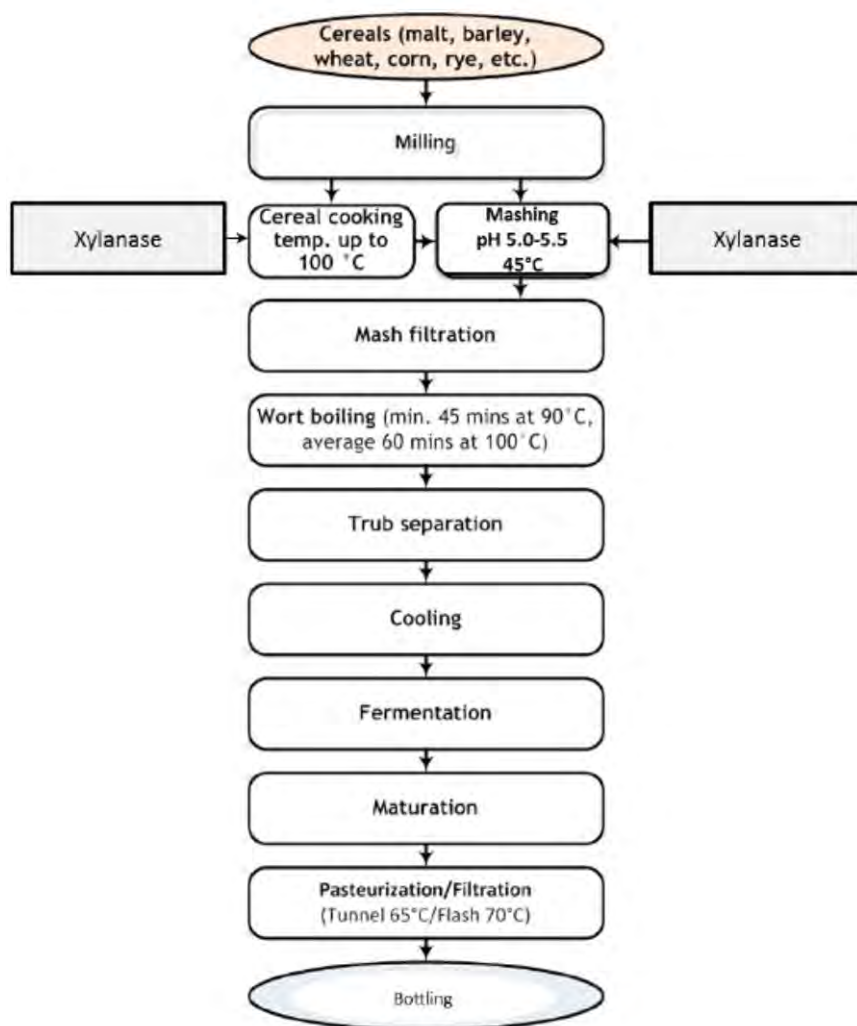 Cereals (malt, barley,
wheat, corn, rye, etc.)
Milling
Xylanase
Cereal cooking
temp. up to
100 °C
Mashing
pH 5.0-5.5
45°C
Xylanase
Mash filtration
Wort boiling (min. 45 mins at 90°C,
average 60 mins at 100°C)
Trub separation
Cooling
Fermentation
Maturation
Pasteurization/Filtration
(Tunnel 65°C/Flash 70°C)
Bottling